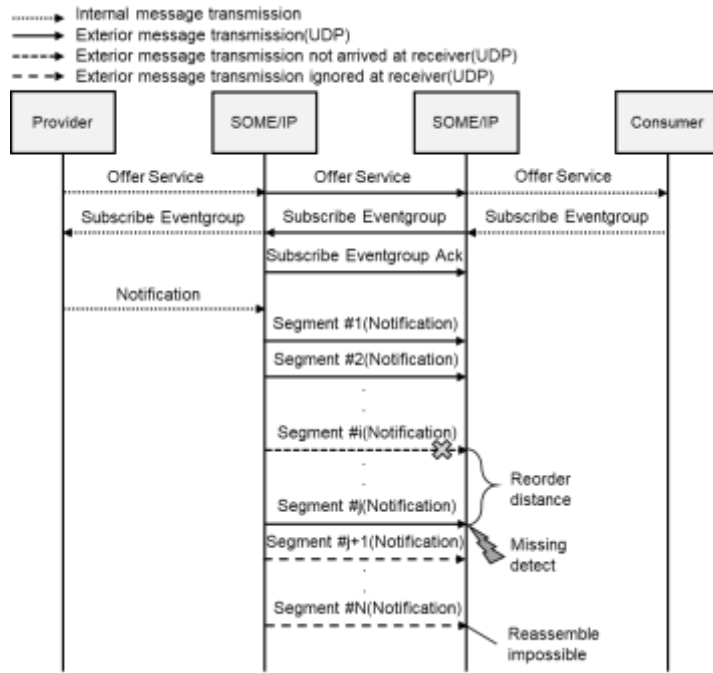 Internal message transmission
Exterior message transmission(UDP)
Exterior message transmission not arrived at receiver(UDP)
Exterior message transmission ignored at receiver(UDP)
Provider SOME/IP SOME/IP Consumer
Offer Service Offer Service Offer Service
Subscribe Eventgroup Subscribe Eventgroup Subscribe Eventgroup
Subscribe Eventgroup Ack
Notification
Segment #1(Notification)
Segment #2(Notification)
Segment #i(Notification)
Reorder
distance
Segment #j(Notification)
Segment #j+1(Notification)
Missing
detect
Segment #N(Notification)
Reassemble
impossible